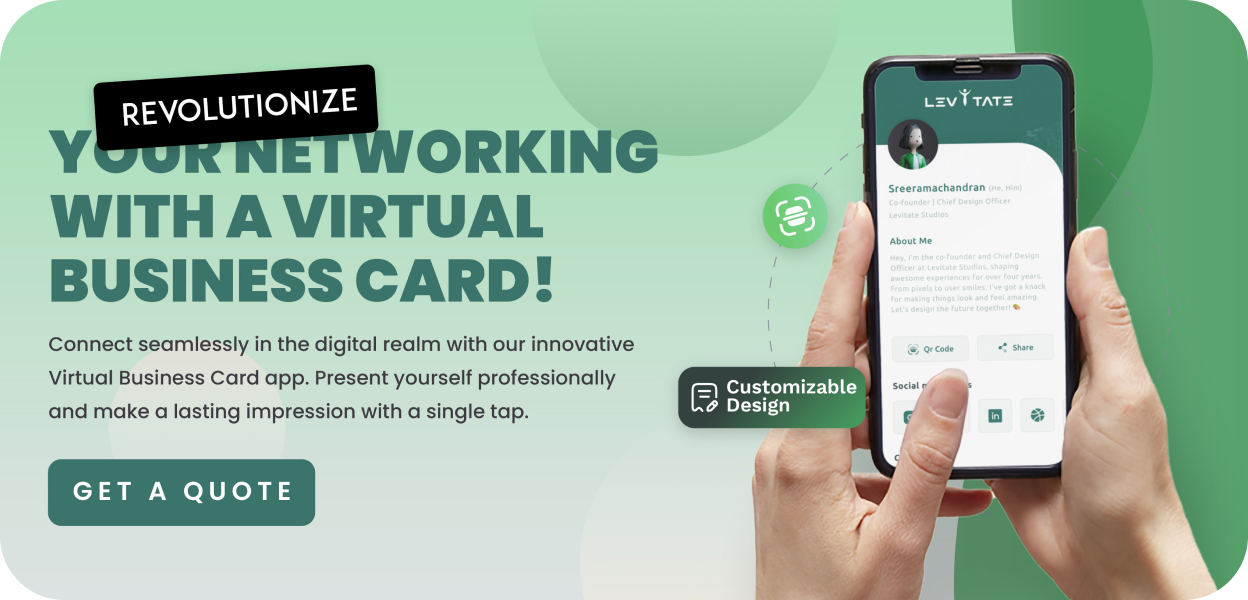 REVOLUTIONIZE
YOUR NETWORKING
WITH A VIRTUAL
BUSINESS CARD!
Connect seamlessly in the digital realm with our innovative
Virtual Business Card app. Present yourself professionally
and make a lasting impression with a single tap.
GET A QUOTE
Customizable
Design
LEVITATE
Sreeramachandran (He, Him)
Co-founder | Chief Design Officer
Levitate Studios
About Me
Hey, I'm the co-founder and Chief Design
Officer at Levitate Studios, shaping
awesome experiences for over four years.
From pixels to user smiles, I've got a knack
for making things look and feel amazing.
Let's design the future together!
Qr Code
Share
Social
in